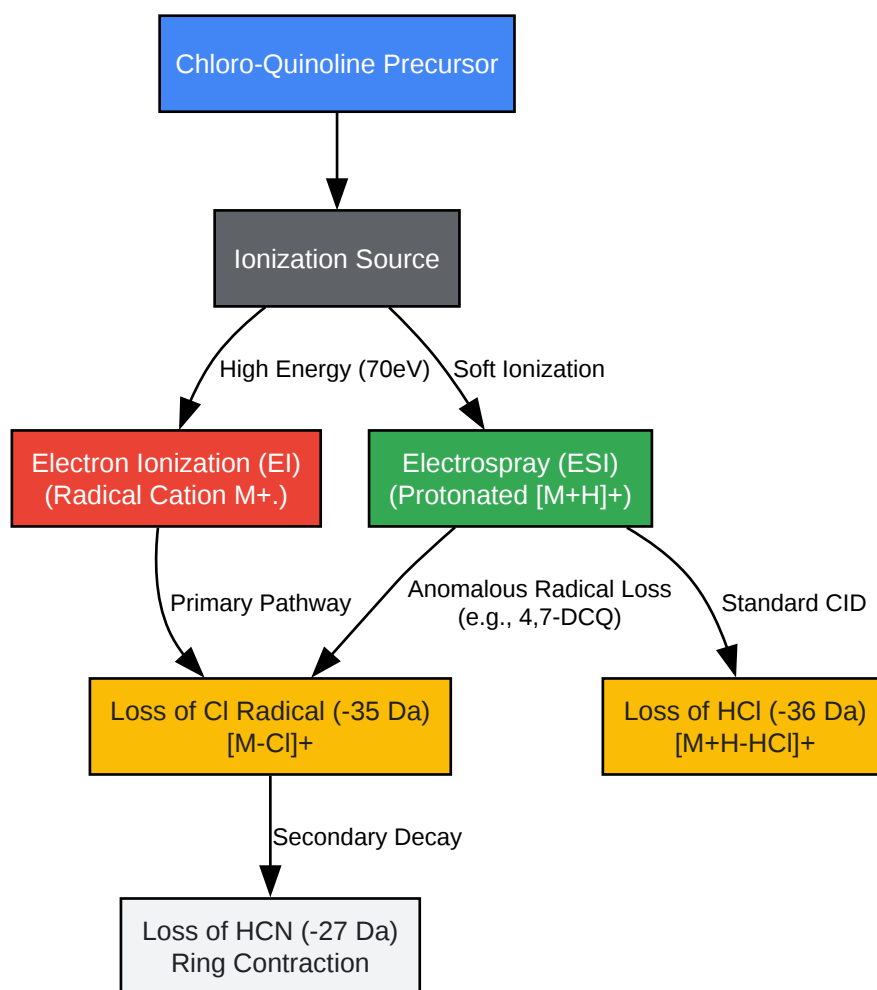 Chloro-Quinoline Precursor
Ionization Source
High Energy (70eV)
Soft Ionization
Electron Ionization (EI)
(Radical Cation M+.)
Electrospray (ESI)
(Protonated [M+H]+)
Primary Pathway
Anomalous Radical Loss
(e.g., 4,7-DCQ)
Standard CID
Loss of Cl Radical (-35 Da)
[M-Cl]+
Loss of HCl (-36 Da)
[M+H-HCl]+
Secondary Decay
Loss of HCN (-27 Da)
Ring Contraction